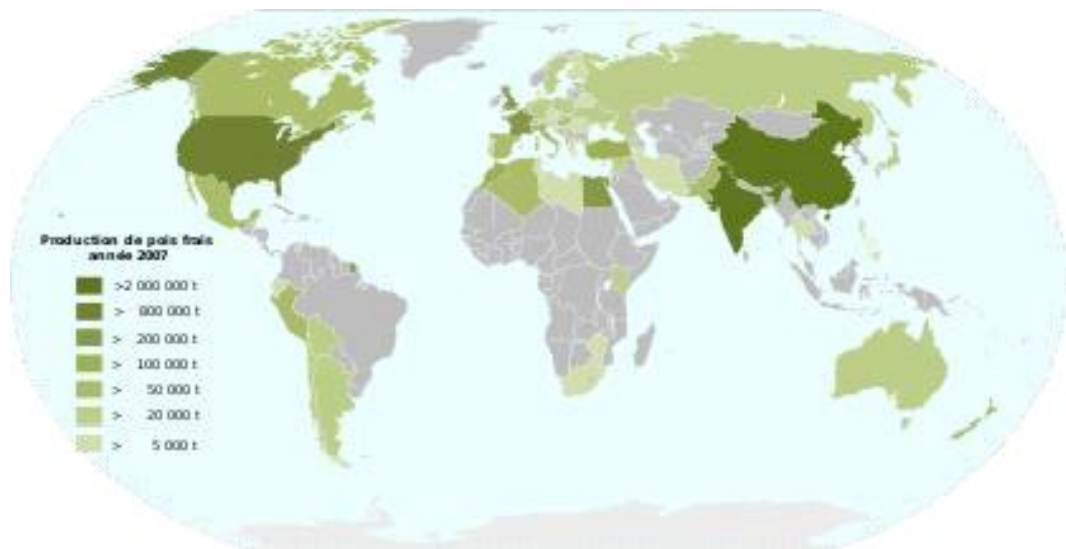 Production de pois frais
année 2007
>2 000 000 t
> 800 000 t
> 200 000 t
> 100 000 t
> 50 000 t
> 20 000 t
> 5 000 t